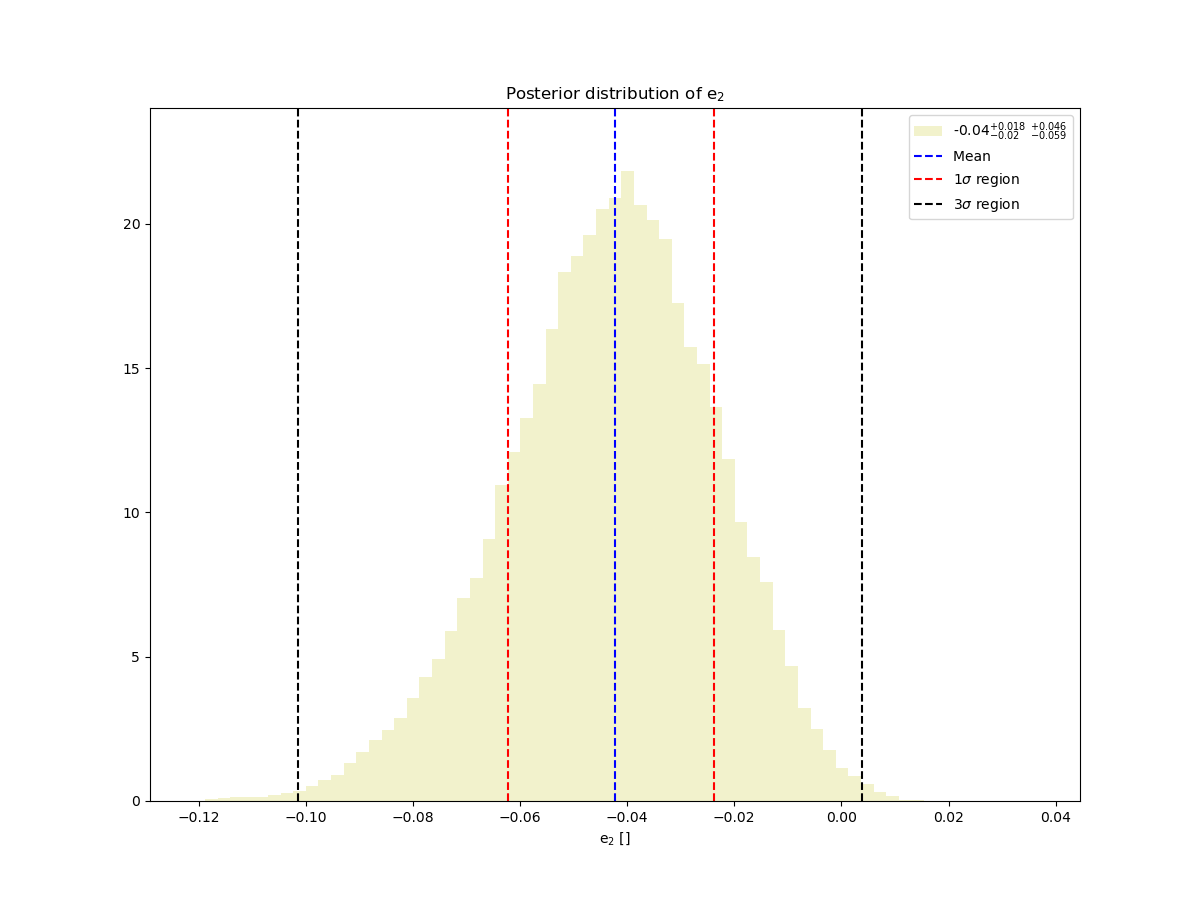 Posterior distribution of e₂
-0.04^{+0.018}_{−0.02} ^{+0.046}_{−0.059}
Mean
1σ region
3σ region
20
15
10
5
0
−0.12 −0.10 −0.08 −0.06 −0.04 −0.02 0.00 0.02 0.04
e₂ []